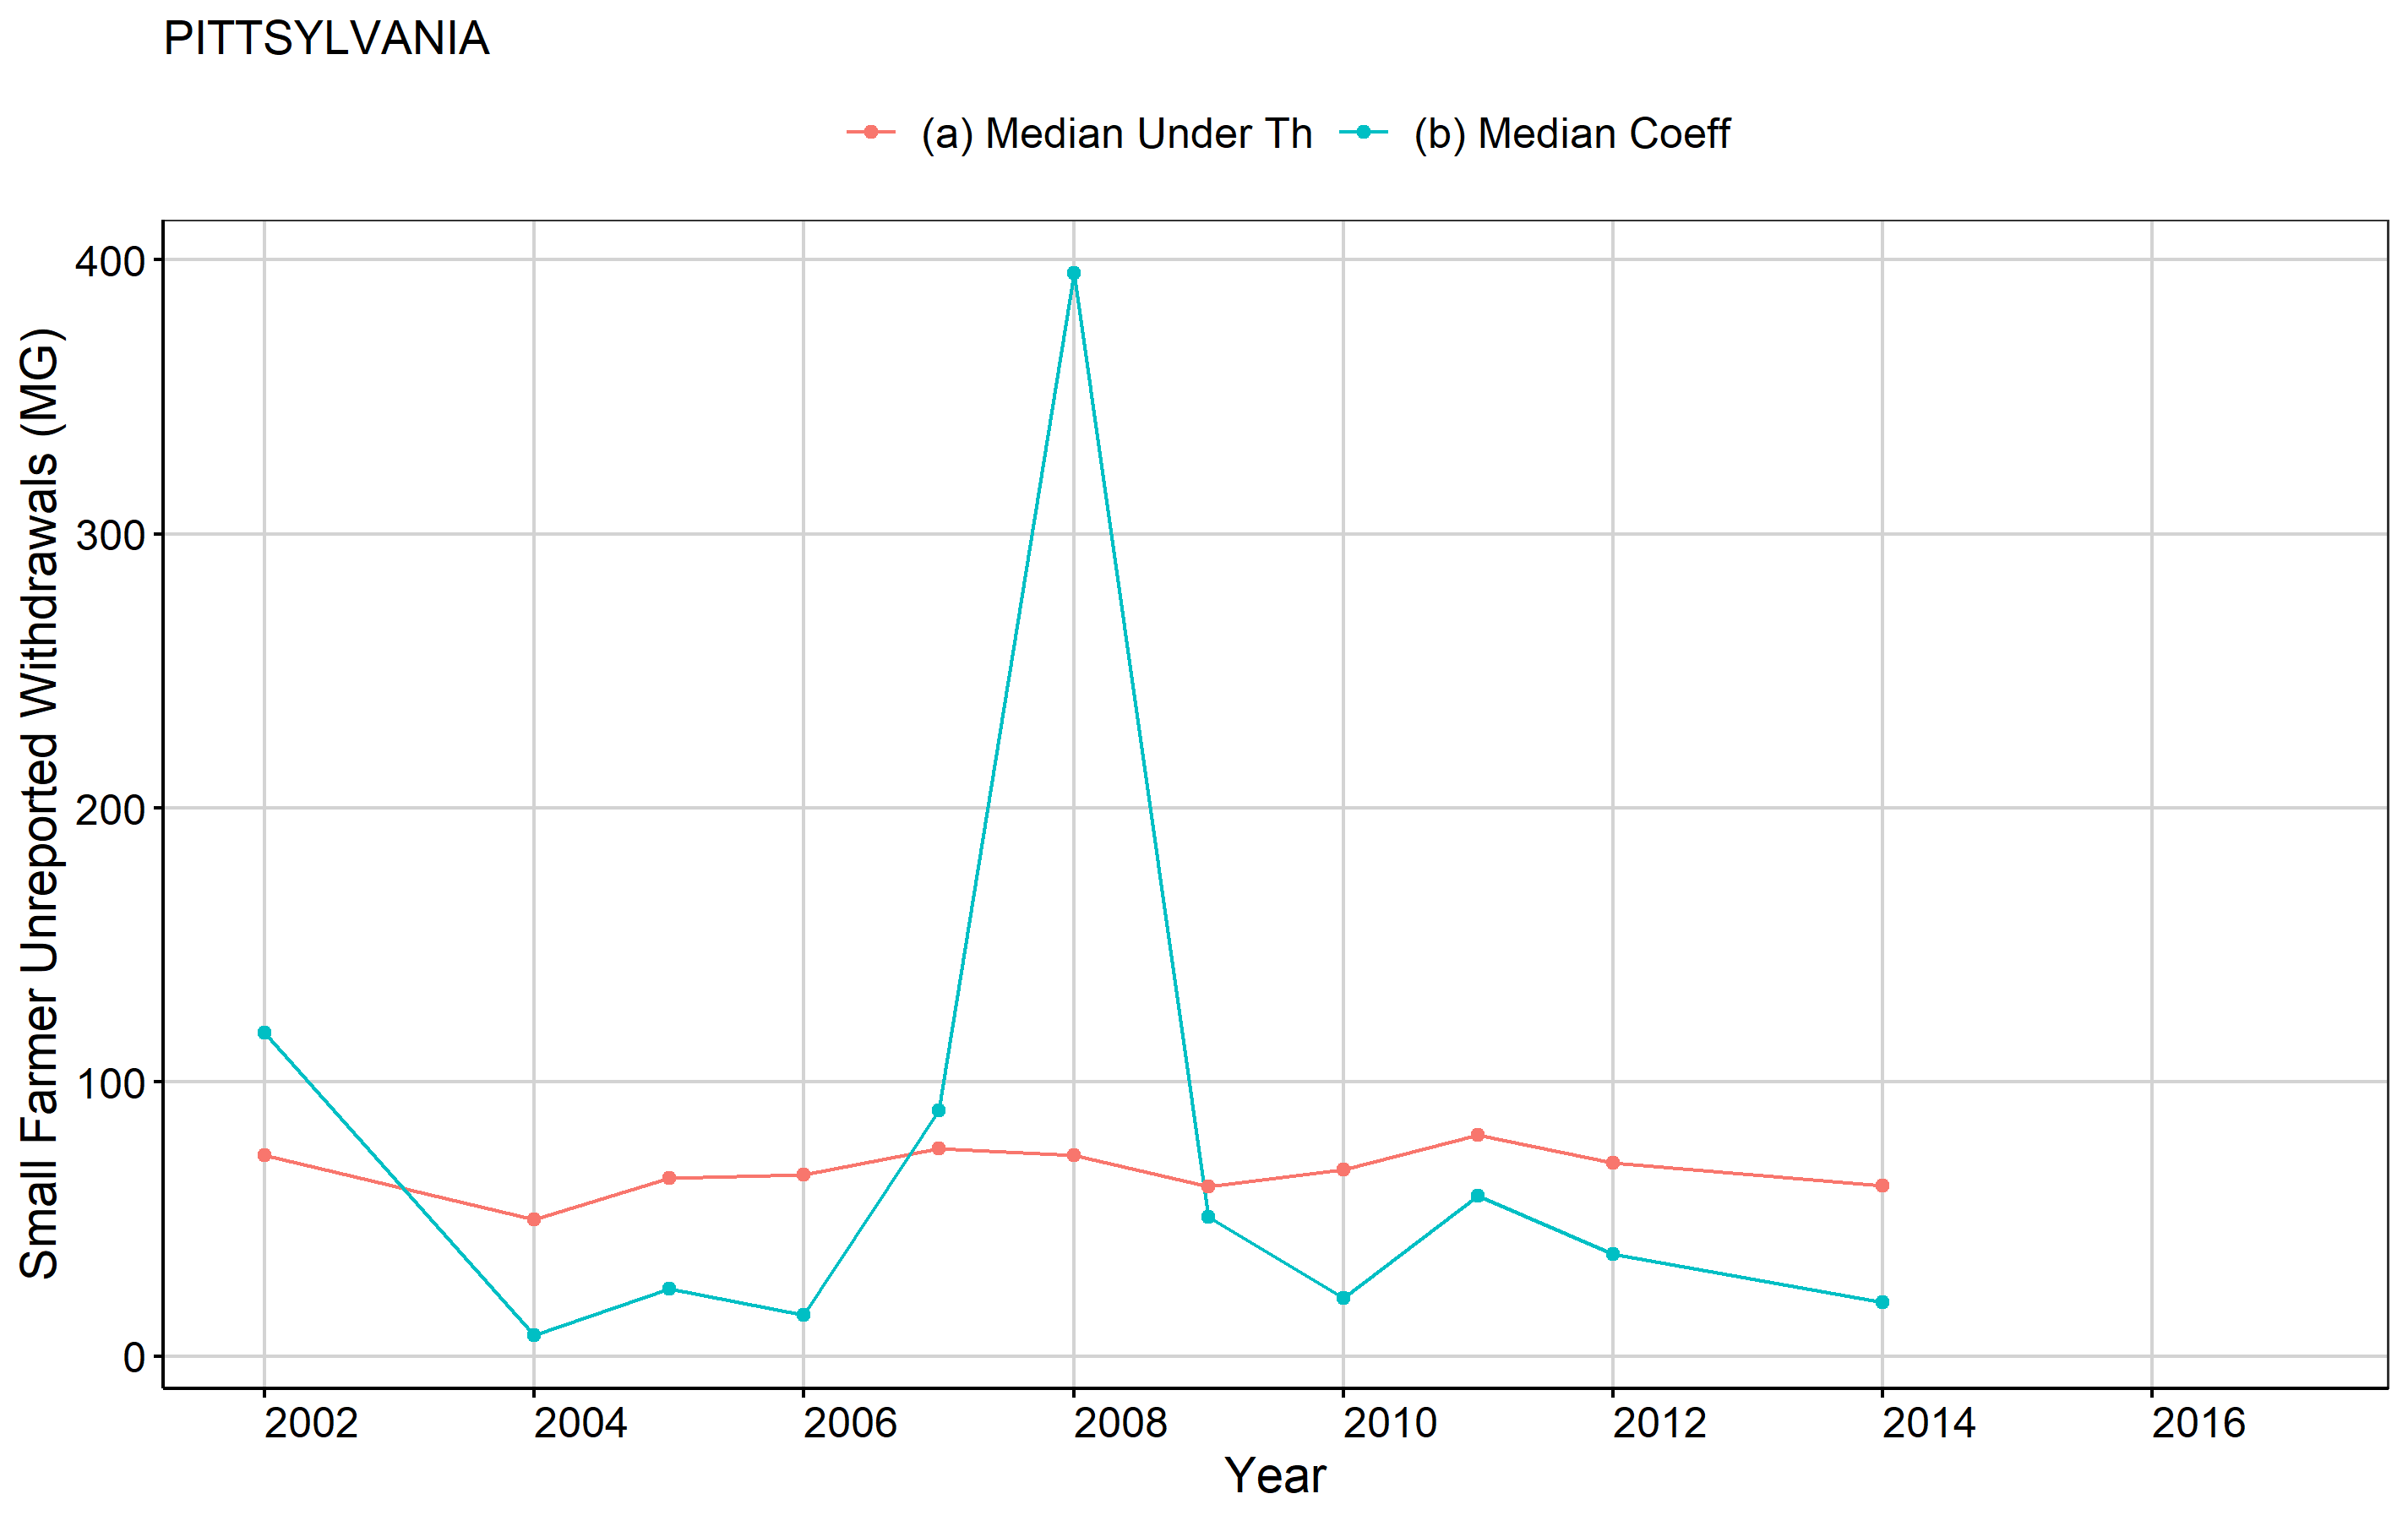 PITTSYLVANIA
(a) Median Under Th (b) Median Coeff
Small Farmer Unreported Withdrawals (MG)
400
300
200
100
0
2002 2004 2006 2008 2010 2012 2014 2016
Year